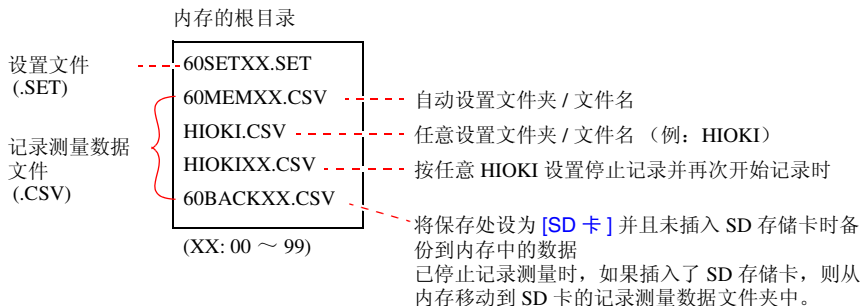 内存的根目录
设置文件
(.SET)
60SETXX.SET
60MEMXX.CSV
自动设置文件夹 / 文件名
HIOKI.CSV
任意设置文件夹 / 文件名 （例：HIOKI）
记录测量数据
文件
(.CSV)
HIOKIXX.CSV
按任意 HIOKI 设置停止记录并再次开始记录时
60BACKXX.CSV
(XX: 00 ～ 99)
将保存处设为 [SD 卡 ] 并且未插入 SD 存储卡时备
份到内存中的数据
已停止记录测量时，如果插入了 SD 存储卡，则从
内存移动到 SD 卡的记录测量数据文件夹中。